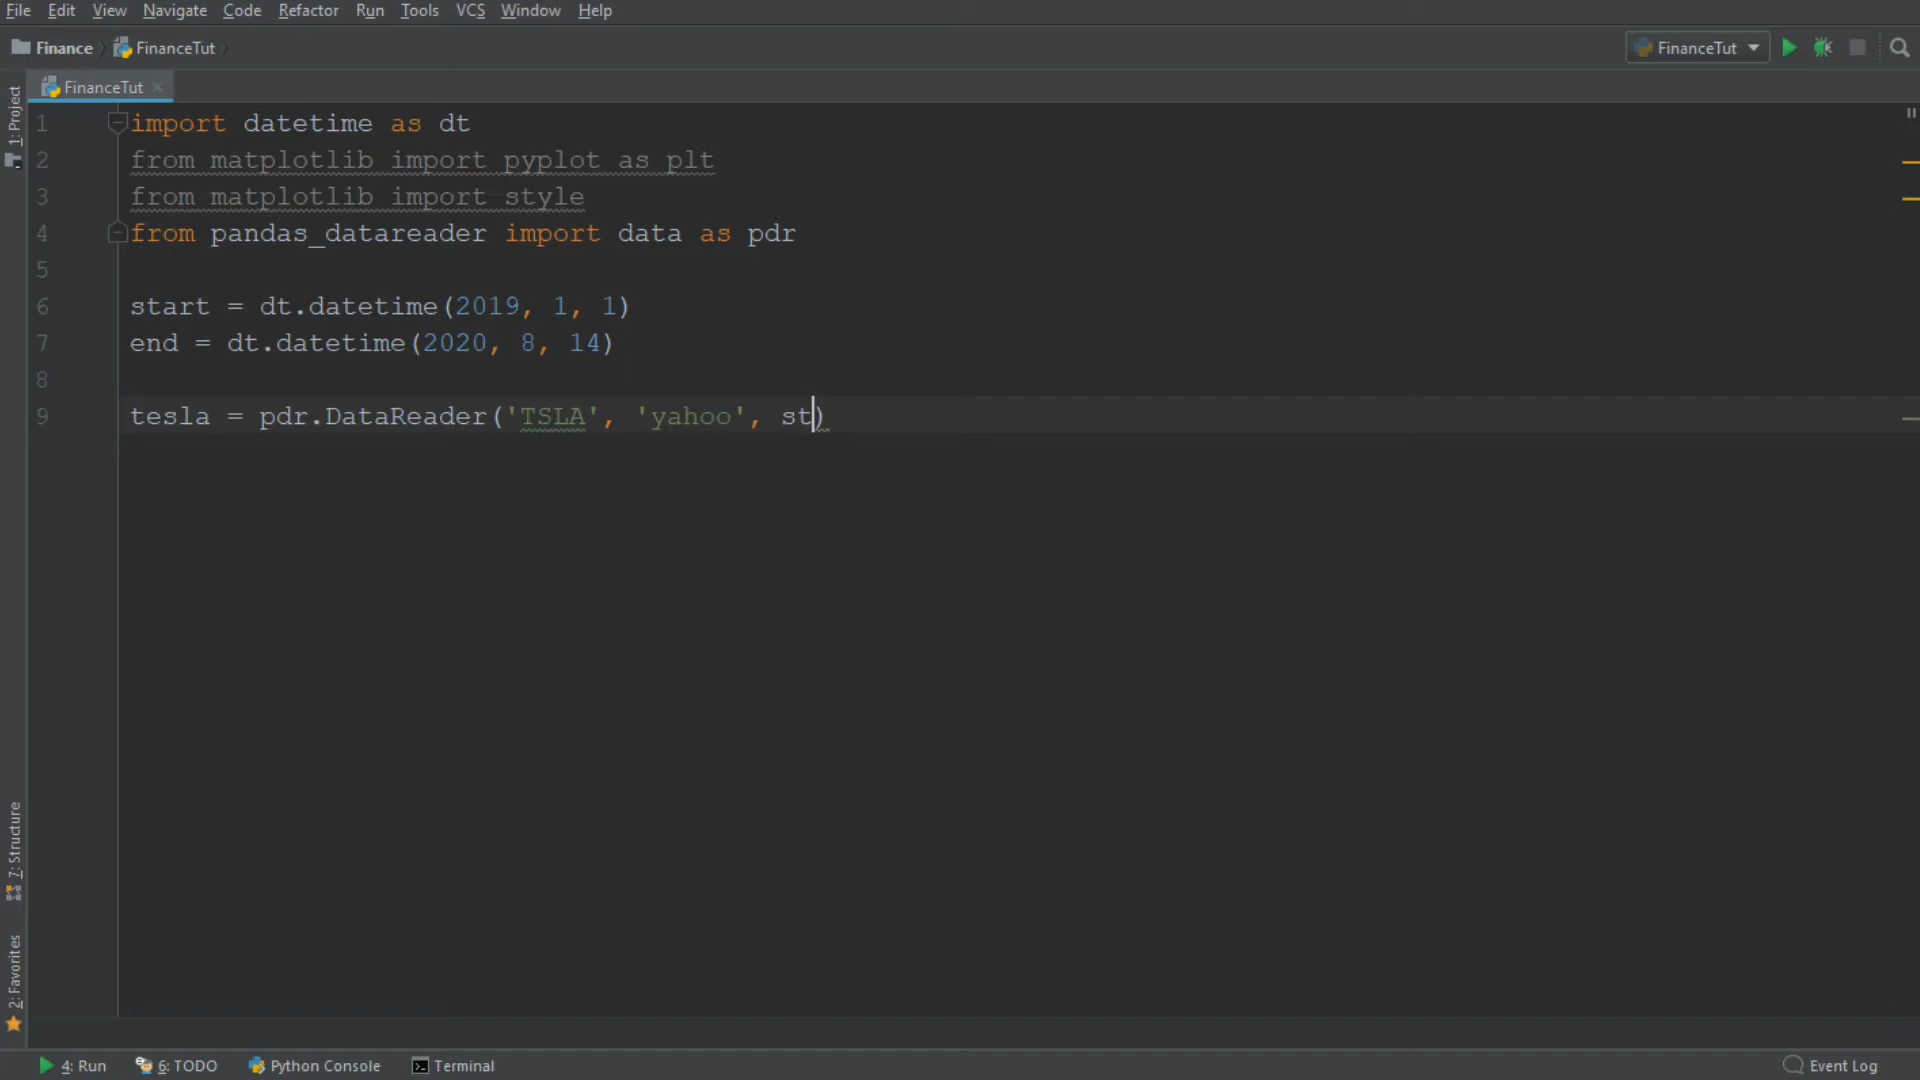 File Edit View Navigate Code Refactor Run Tools VCS Window Help
Finance FinanceTut FinanceTut
FinanceTut
1: Project
1 import datetime as dt
2 from matplotlib import pyplot as plt
3 from matplotlib import style
4 from pandas_datareader import data as pdr
5
6 start = dt.datetime(2019, 1, 1)
7 end = dt.datetime(2020, 8, 14)
8
9 tesla = pdr.DataReader('TSLA', 'yahoo', st)
7: Structure
2: Favorites
4: Run 6: TODO Python Console Terminal Event Log